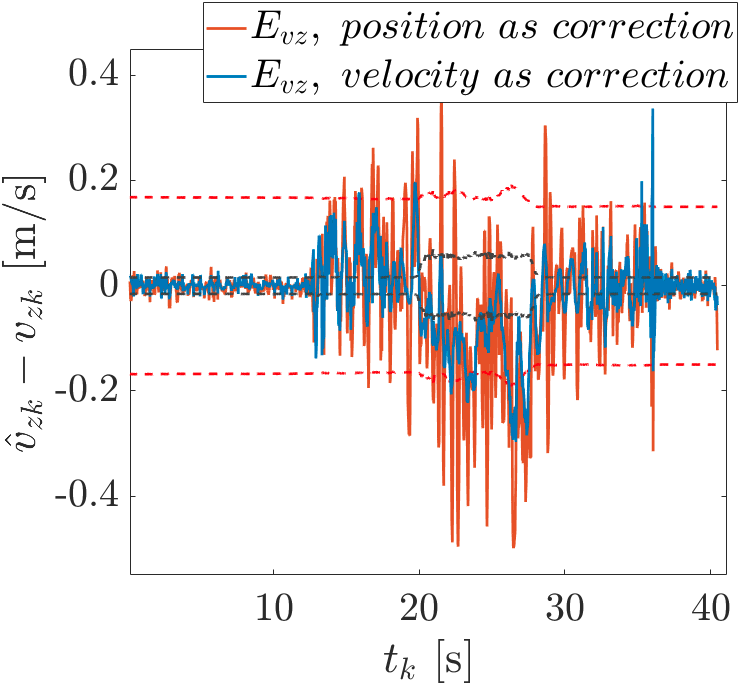 E_{vz}, position as correction
E_{vz}, velocity as correction
0.4
0.2
0
-0.2
-0.4
\hat{v}_{zk} − v_{zk} [m/s]
10 20 30 40
t_k [s]